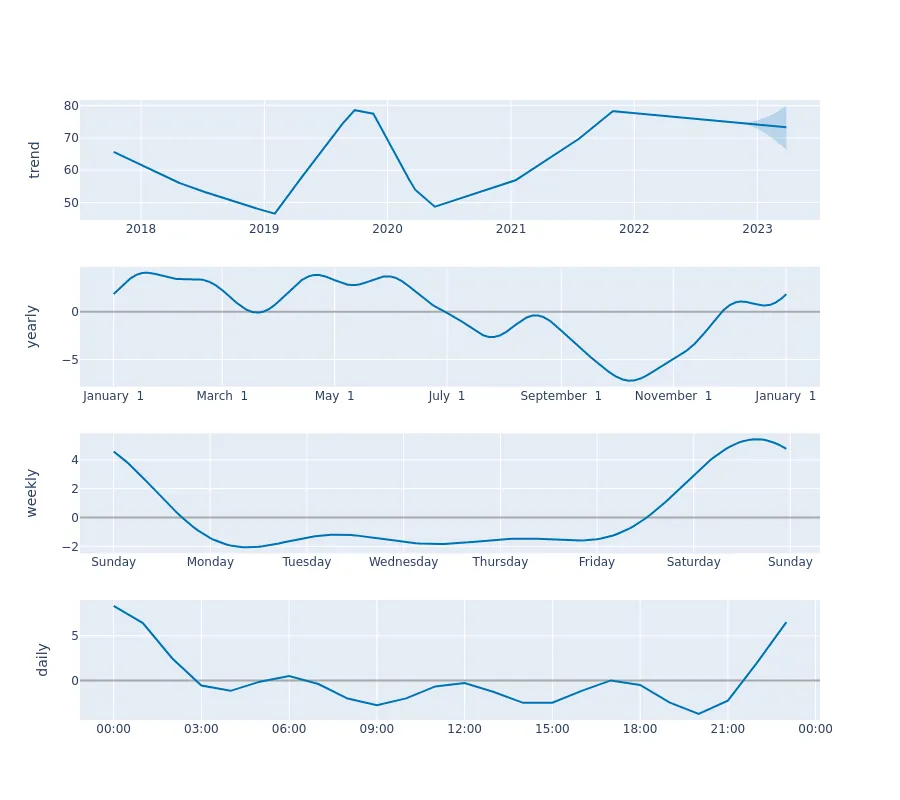 trend
80
70
60
50
2018 2019 2020 2021 2022 2023
yearly
0
−5
January 1 March 1 May 1 July 1 September 1 November 1 January 1
weekly
4
2
0
−2
Sunday Monday Tuesday Wednesday Thursday Friday Saturday Sunday
daily
5
0
00:00 03:00 06:00 09:00 12:00 15:00 18:00 21:00 00:00